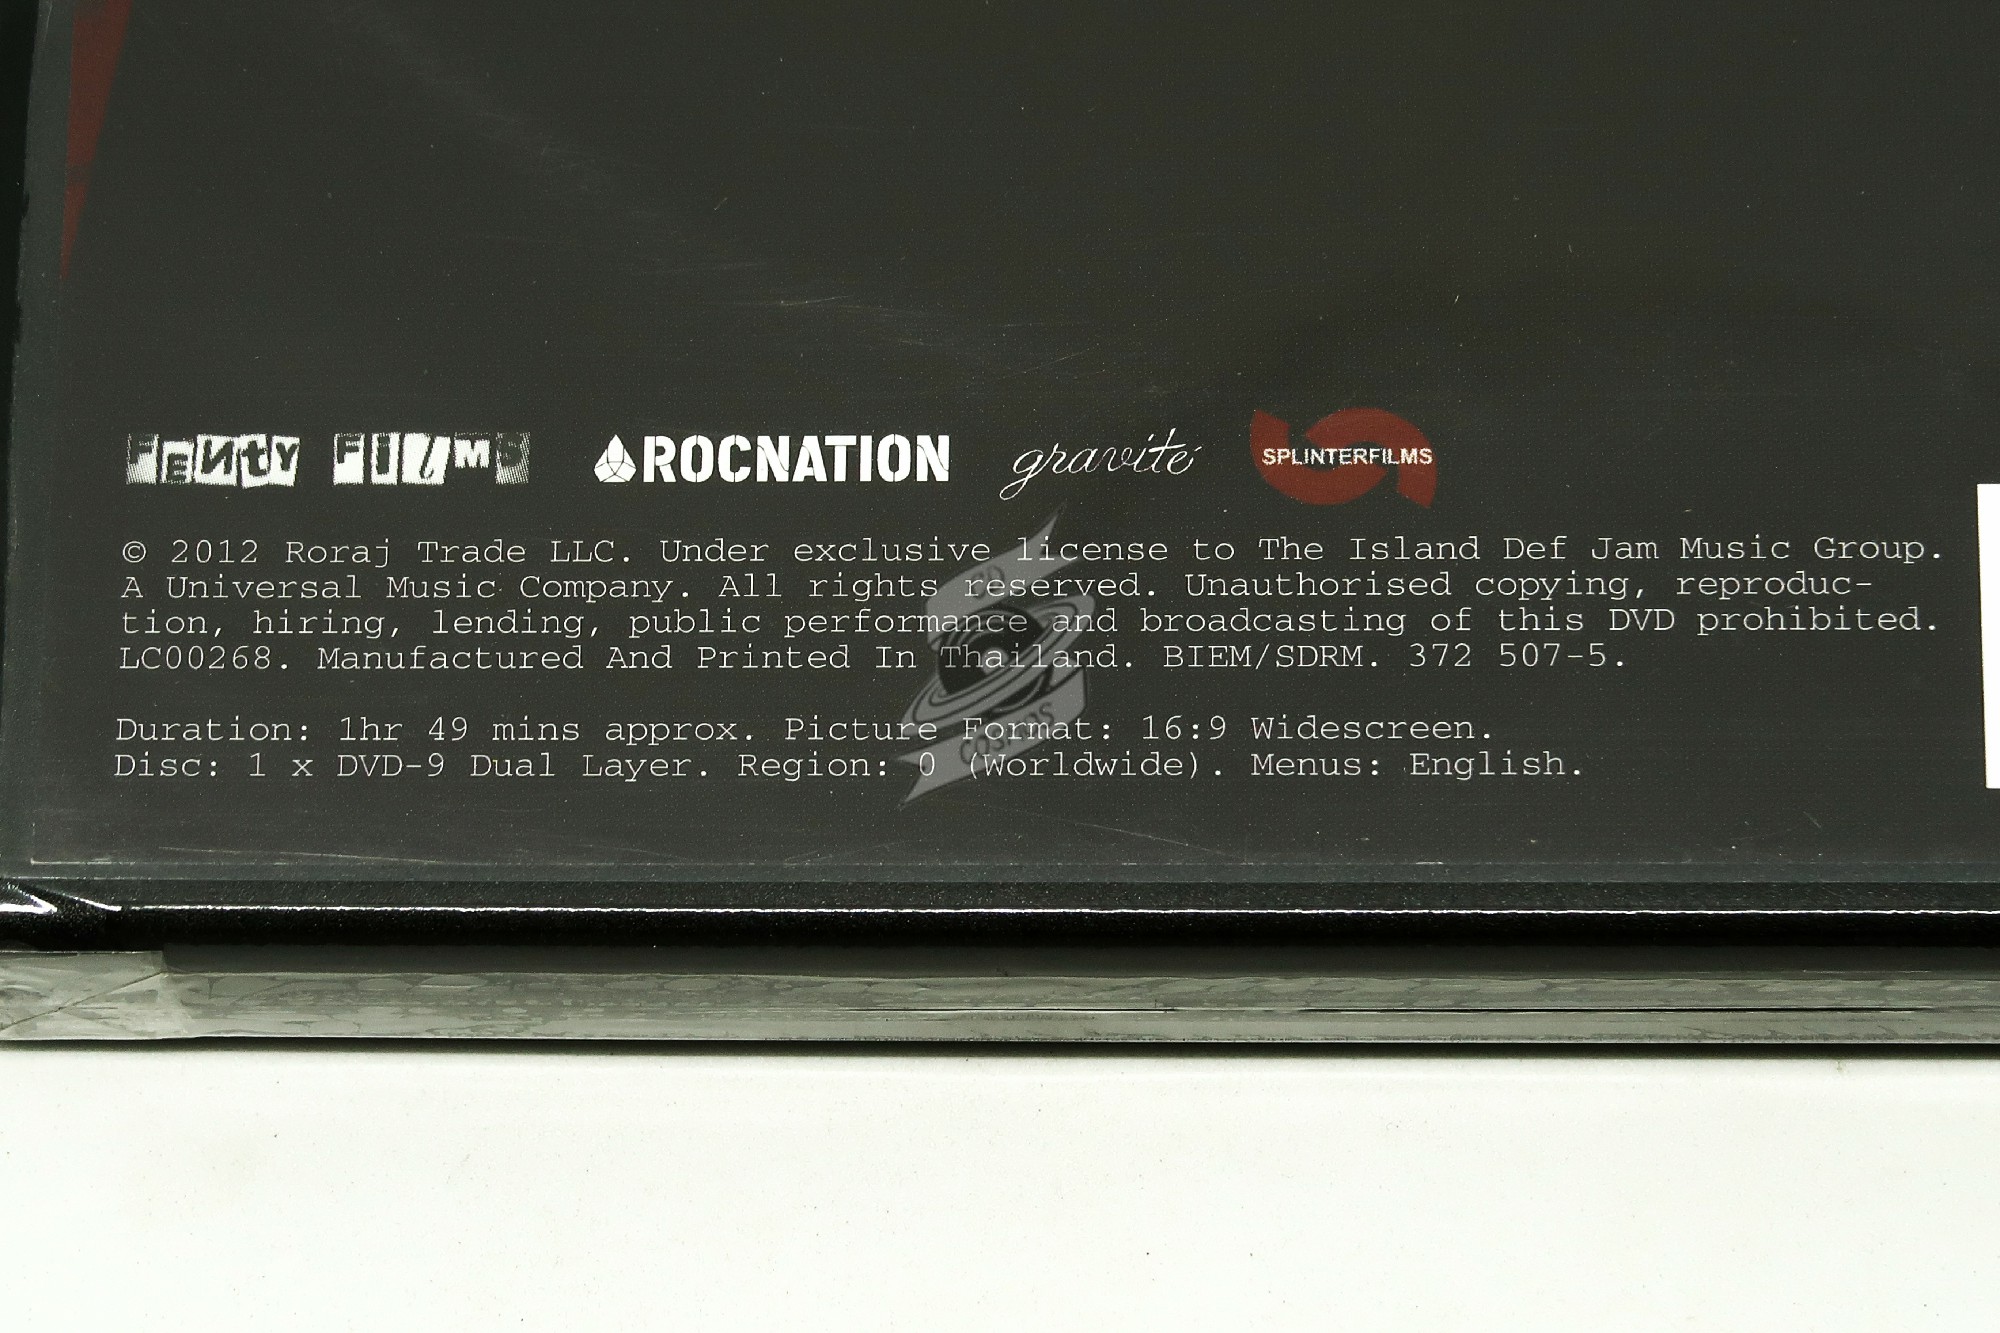 FENTY FILMS ROCNATION gravité SPLINTERFILMS
© 2012 Roraj Trade LLC. Under exclusive license to The Island Def Jam Music Group.
A Universal Music Company. All rights reserved. Unauthorised copying, reproduc-
tion, hiring, lending, public performance and broadcasting of this DVD prohibited.
LC00268. Manufactured And Printed In Thailand. BIEM/SDRM. 372 507-5.
Duration: 1hr 49 mins approx. Picture Format: 16:9 Widescreen.
Disc: 1 x DVD-9 Dual Layer. Region: 0 (Worldwide). Menus: English.